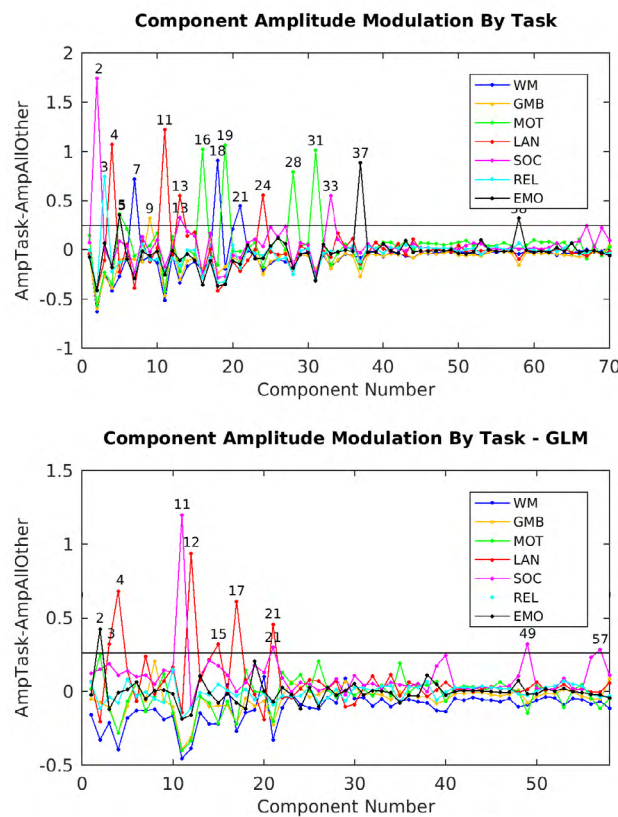 Component Amplitude Modulation By Task
AmpTask-AmpAllOther
2
1.5
1
0.5
0
-0.5
-1
2
3
4
5
7
9
11
13
13
16
18
19
21
24
28
31
33
37
WM
GMB
MOT
LAN
SOC
REL
EMO
0 10 20 30 40 50 60 70
Component Number
Component Amplitude Modulation By Task - GLM
AmpTask-AmpAllOther
1.5
1
0.5
0
-0.5
2
3
4
11
12
15
17
21
21
49
57
WM
GMB
MOT
LAN
SOC
REL
EMO
0 10 20 30 40 50
Component Number